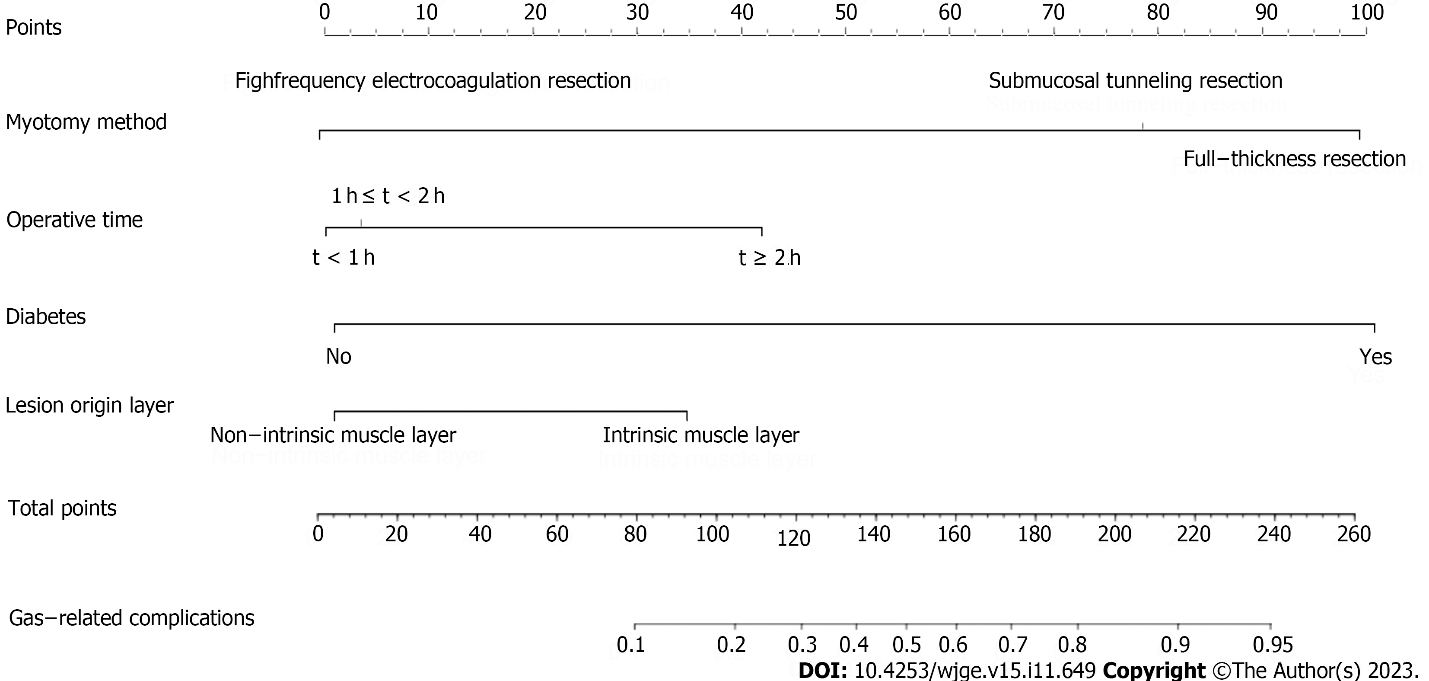 Points 0 10 20 30 40 50 60 70 80 90 100
Fighfrequency electrocoagulation resection Submucosal tunneling resection
Myotomy method
Full−thickness resection
1 h ≤ t < 2 h
Operative time
t < 1 h t ≥ 2 h
Diabetes
No Yes
Lesion origin layer
Non−intrinsic muscle layer Intrinsic muscle layer
Total points
0 20 40 60 80 100 120 140 160 180 200 220 240 260
Gas−related complications
0.1 0.2 0.3 0.4 0.5 0.6 0.7 0.8 0.9 0.95
DOI: 10.4253/wjge.v15.i11.649 Copyright ©The Author(s) 2023.